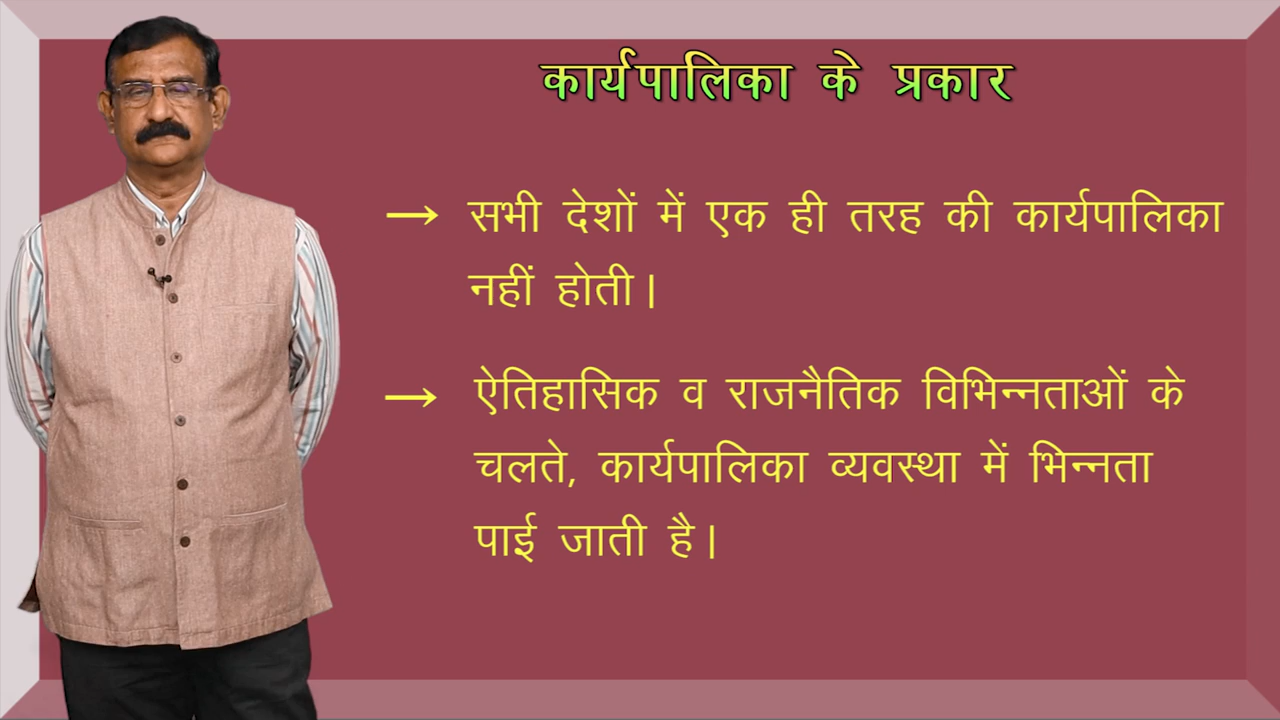 कार्यपालिका के प्रकार
→ सभी देशों में एक ही तरह की कार्यपालिका
नहीं होती।
→ ऐतिहासिक व राजनैतिक विभिन्नताओं के
चलते, कार्यपालिका व्यवस्था में भिन्नता
पाई जाती है।